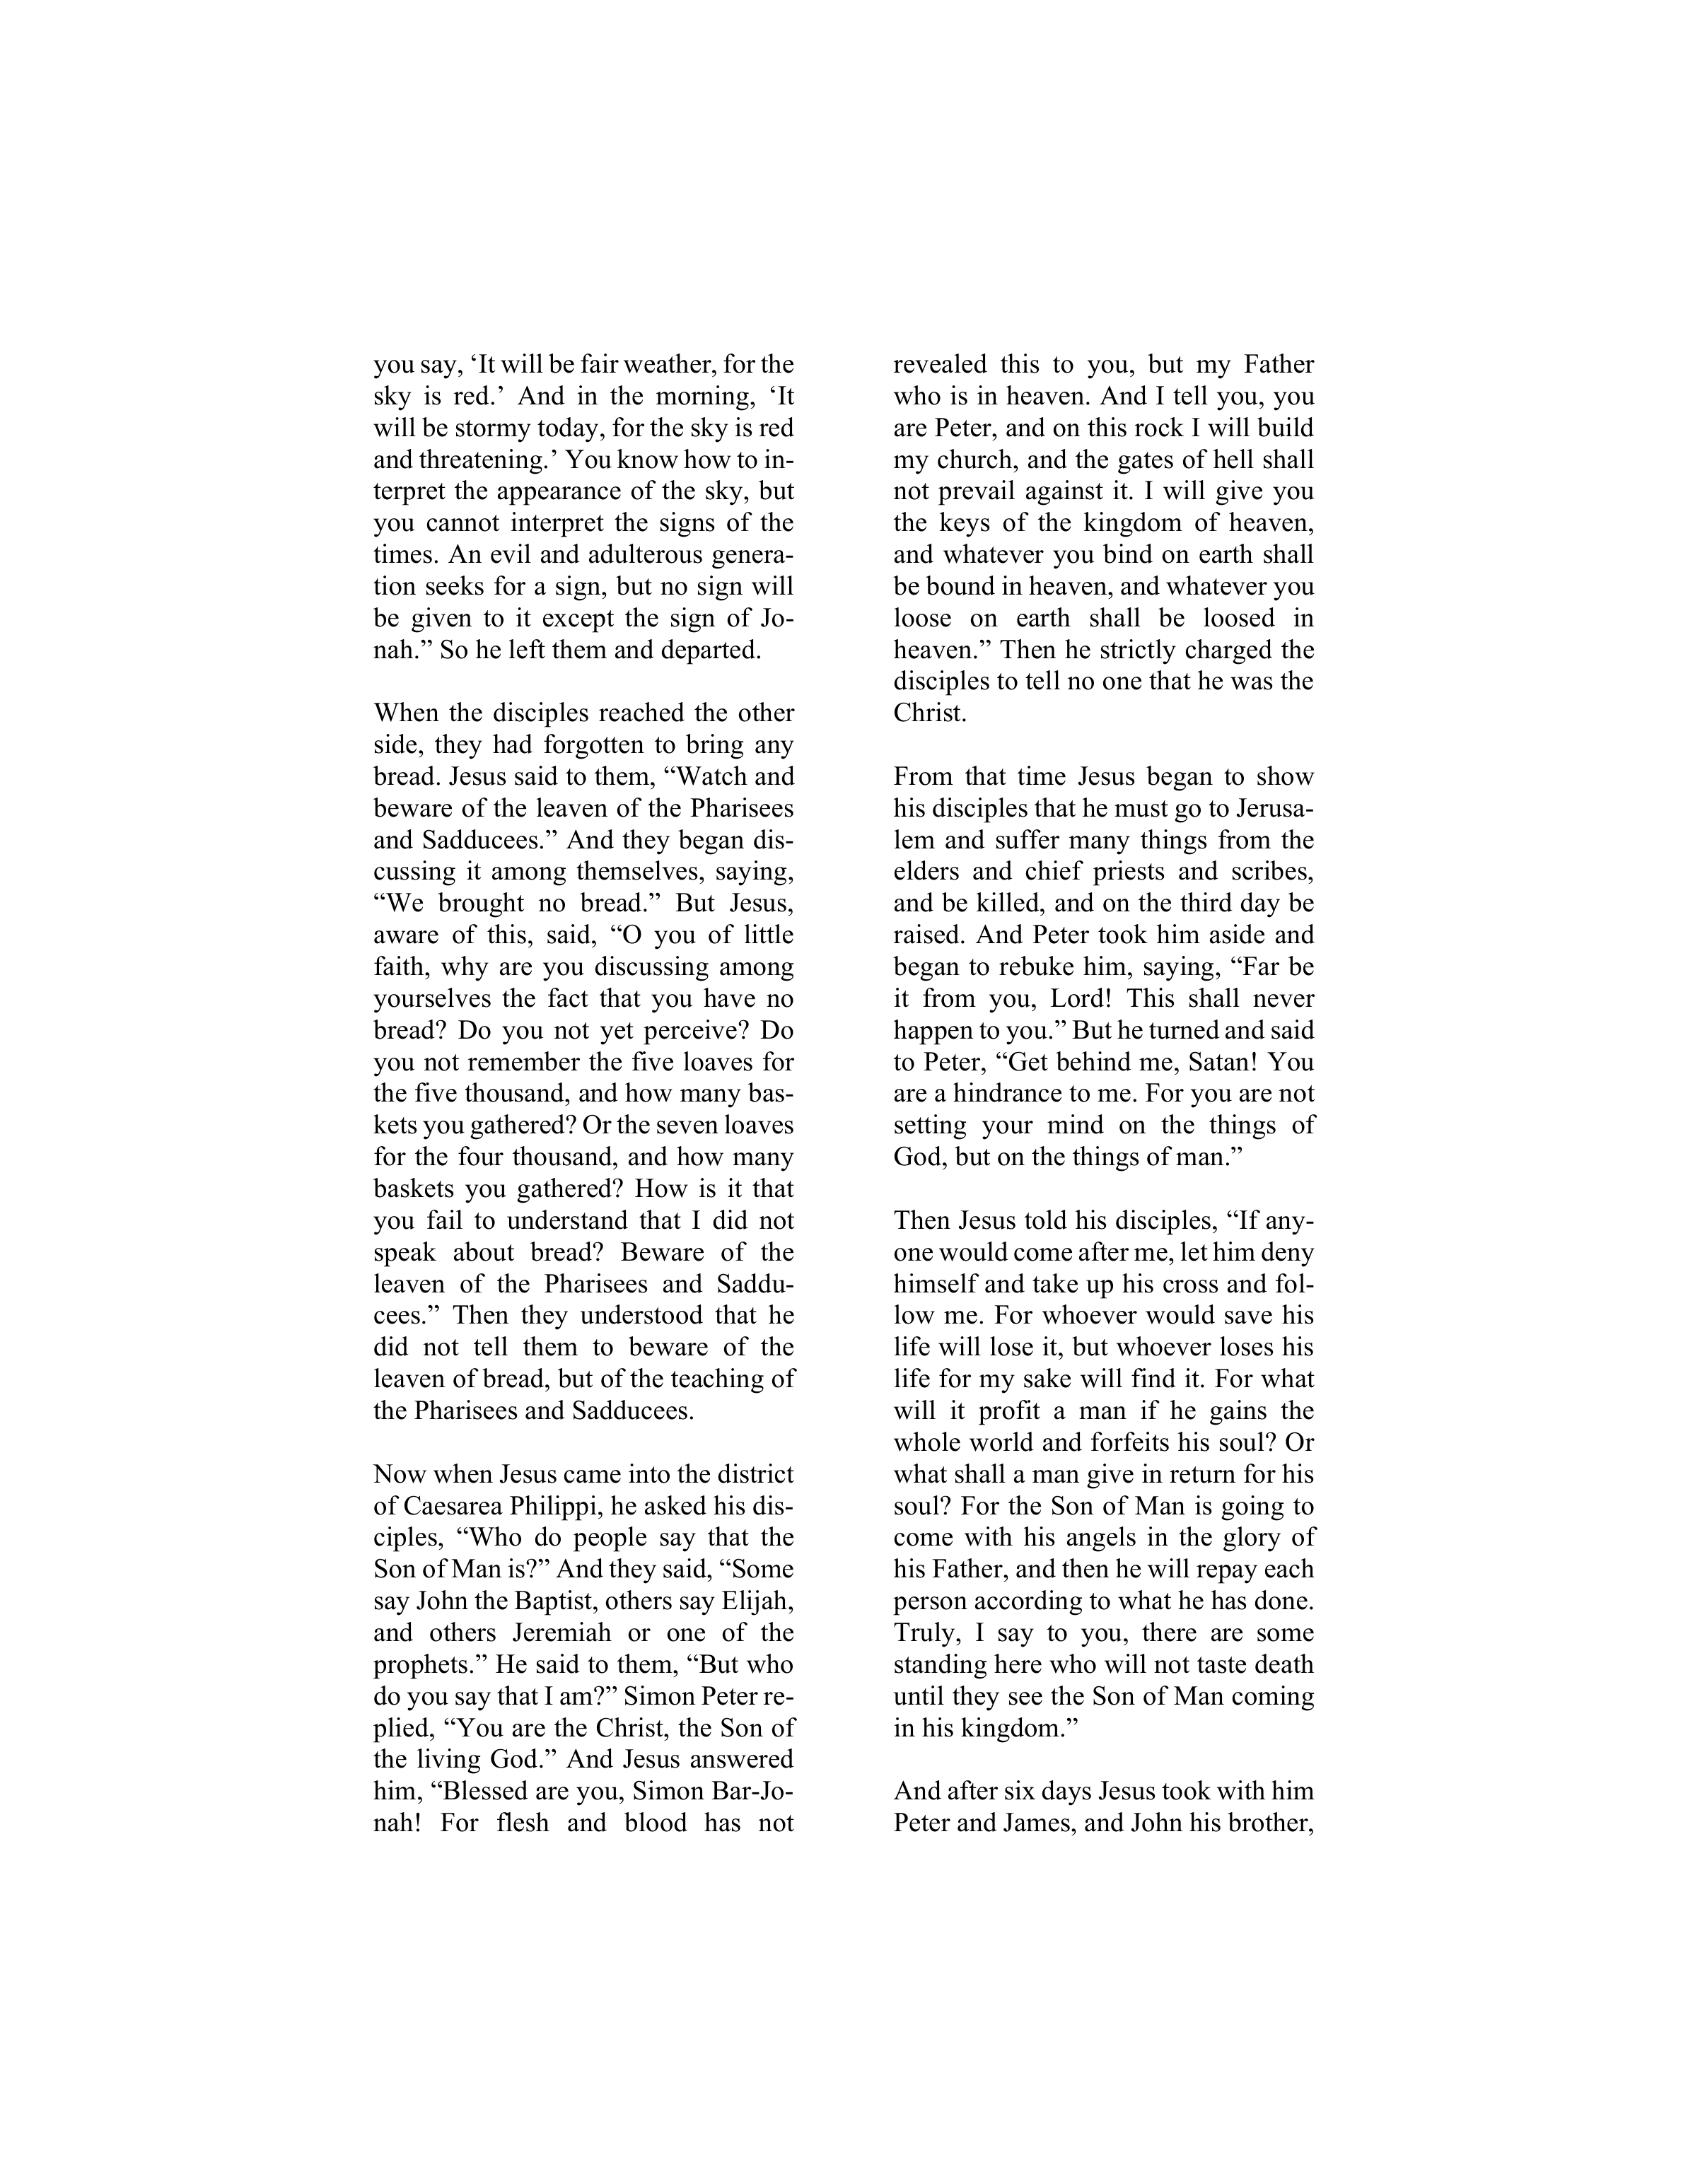 you say, ‘It will be fair weather, for the
sky is red.’ And in the morning, ‘It
will be stormy today, for the sky is red
and threatening.’ You know how to in-
terpret the appearance of the sky, but
you cannot interpret the signs of the
times. An evil and adulterous genera-
tion seeks for a sign, but no sign will
be given to it except the sign of Jo-
nah.” So he left them and departed.

When the disciples reached the other
side, they had forgotten to bring any
bread. Jesus said to them, “Watch and
beware of the leaven of the Pharisees
and Sadducees.” And they began dis-
cussing it among themselves, saying,
“We brought no bread.” But Jesus,
aware of this, said, “O you of little
faith, why are you discussing among
yourselves the fact that you have no
bread? Do you not yet perceive? Do
you not remember the five loaves for
the five thousand, and how many bas-
kets you gathered? Or the seven loaves
for the four thousand, and how many
baskets you gathered? How is it that
you fail to understand that I did not
speak about bread? Beware of the
leaven of the Pharisees and Saddu-
cees.” Then they understood that he
did not tell them to beware of the
leaven of bread, but of the teaching of
the Pharisees and Sadducees.

Now when Jesus came into the district
of Caesarea Philippi, he asked his dis-
ciples, “Who do people say that the
Son of Man is?” And they said, “Some
say John the Baptist, others say Elijah,
and others Jeremiah or one of the
prophets.” He said to them, “But who
do you say that I am?” Simon Peter re-
plied, “You are the Christ, the Son of
the living God.” And Jesus answered
him, “Blessed are you, Simon Bar-Jo-
nah! For flesh and blood has not
revealed this to you, but my Father
who is in heaven. And I tell you, you
are Peter, and on this rock I will build
my church, and the gates of hell shall
not prevail against it. I will give you
the keys of the kingdom of heaven,
and whatever you bind on earth shall
be bound in heaven, and whatever you
loose on earth shall be loosed in
heaven.” Then he strictly charged the
disciples to tell no one that he was the
Christ.

From that time Jesus began to show
his disciples that he must go to Jerusa-
lem and suffer many things from the
elders and chief priests and scribes,
and be killed, and on the third day be
raised. And Peter took him aside and
began to rebuke him, saying, “Far be
it from you, Lord! This shall never
happen to you.” But he turned and said
to Peter, “Get behind me, Satan! You
are a hindrance to me. For you are not
setting your mind on the things of
God, but on the things of man.”

Then Jesus told his disciples, “If any-
one would come after me, let him deny
himself and take up his cross and fol-
low me. For whoever would save his
life will lose it, but whoever loses his
life for my sake will find it. For what
will it profit a man if he gains the
whole world and forfeits his soul? Or
what shall a man give in return for his
soul? For the Son of Man is going to
come with his angels in the glory of
his Father, and then he will repay each
person according to what he has done.
Truly, I say to you, there are some
standing here who will not taste death
until they see the Son of Man coming
in his kingdom.”

And after six days Jesus took with him
Peter and James, and John his brother,